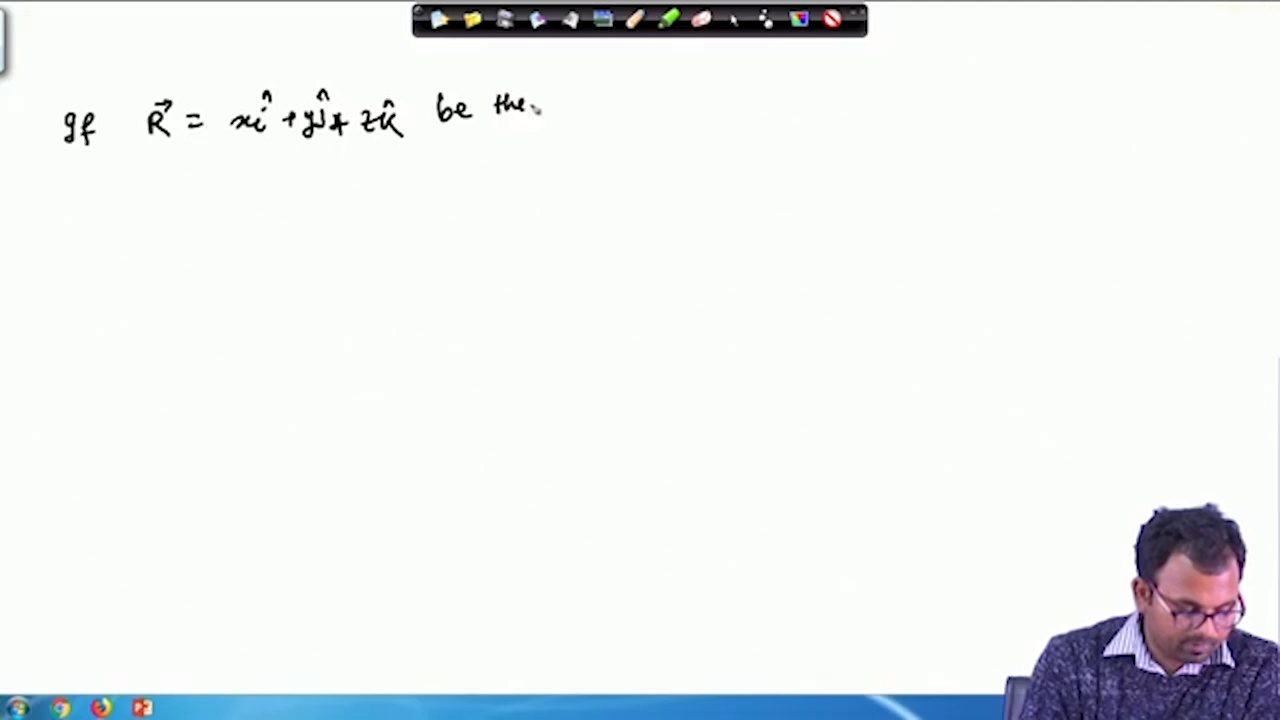 If R⃗ = xî + yĵ + zk̂ be the